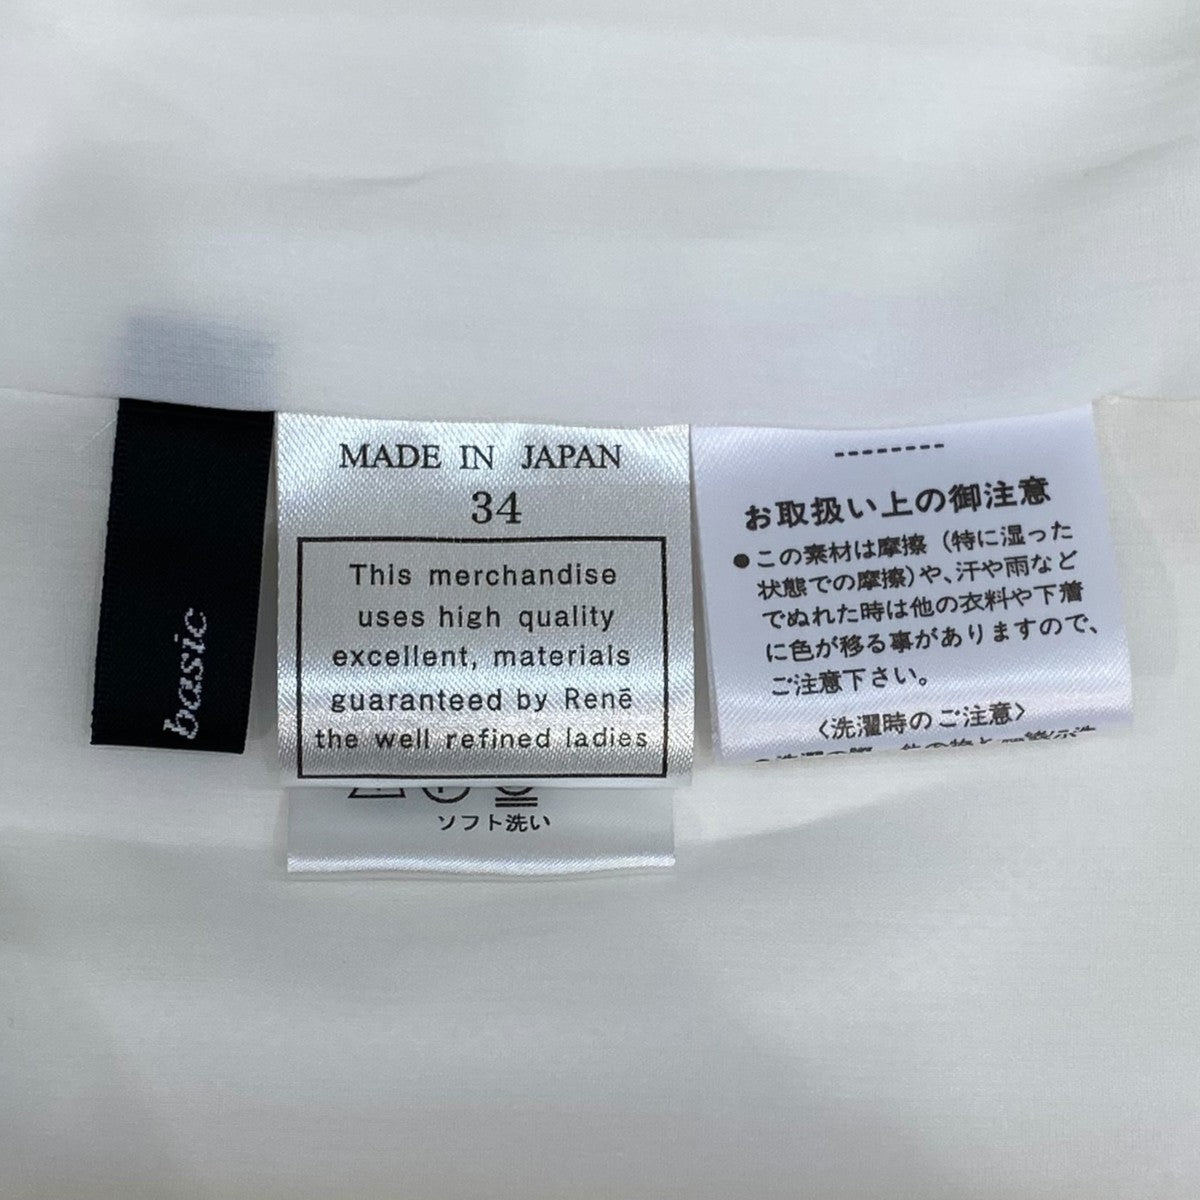 basic
MADE IN JAPAN
34
This merchandise
uses high quality
excellent, materials
guaranteed by Renē
the well refined ladies
ソフト洗い
--------
お取扱い上の御注意
●この素材は摩擦（特に湿った
状態での摩擦)や、汗や雨など
でぬれた時は他の衣料や下着
に色が移る事がありますので、
ご注意下さい。
〈洗濯時のご注意〉